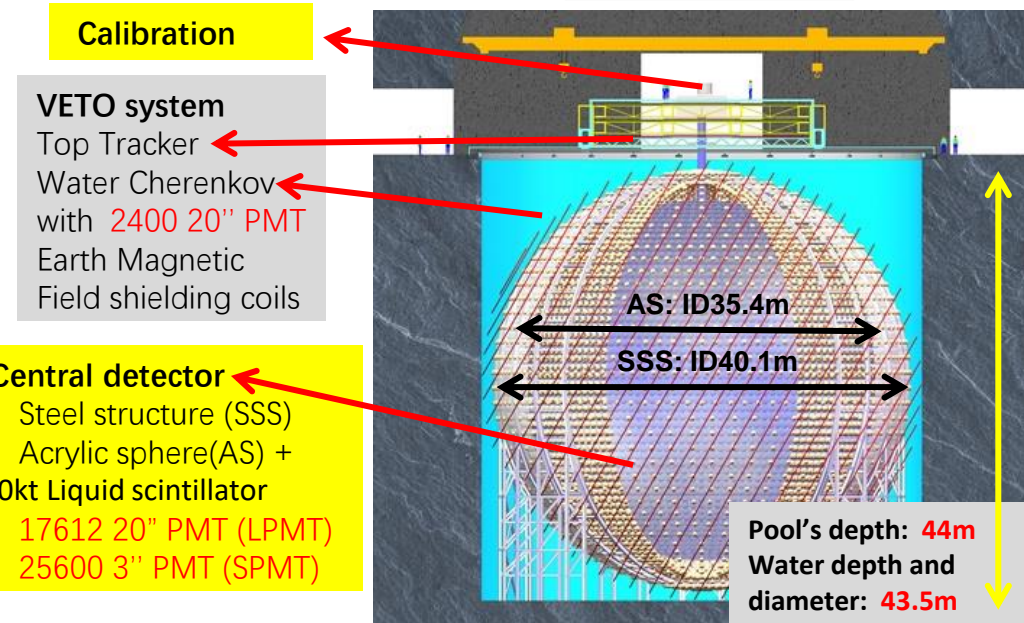 Calibration
VETO system
Top Tracker
Water Cherenkov
with 2400 20'' PMT
Earth Magnetic
Field shielding coils
Central detector
Steel structure (SSS)
Acrylic sphere(AS) +
0kt Liquid scintillator
17612 20" PMT (LPMT)
25600 3'' PMT (SPMT)
AS: ID35.4m
SSS: ID40.1m
Pool's depth: 44m
Water depth and
diameter: 43.5m